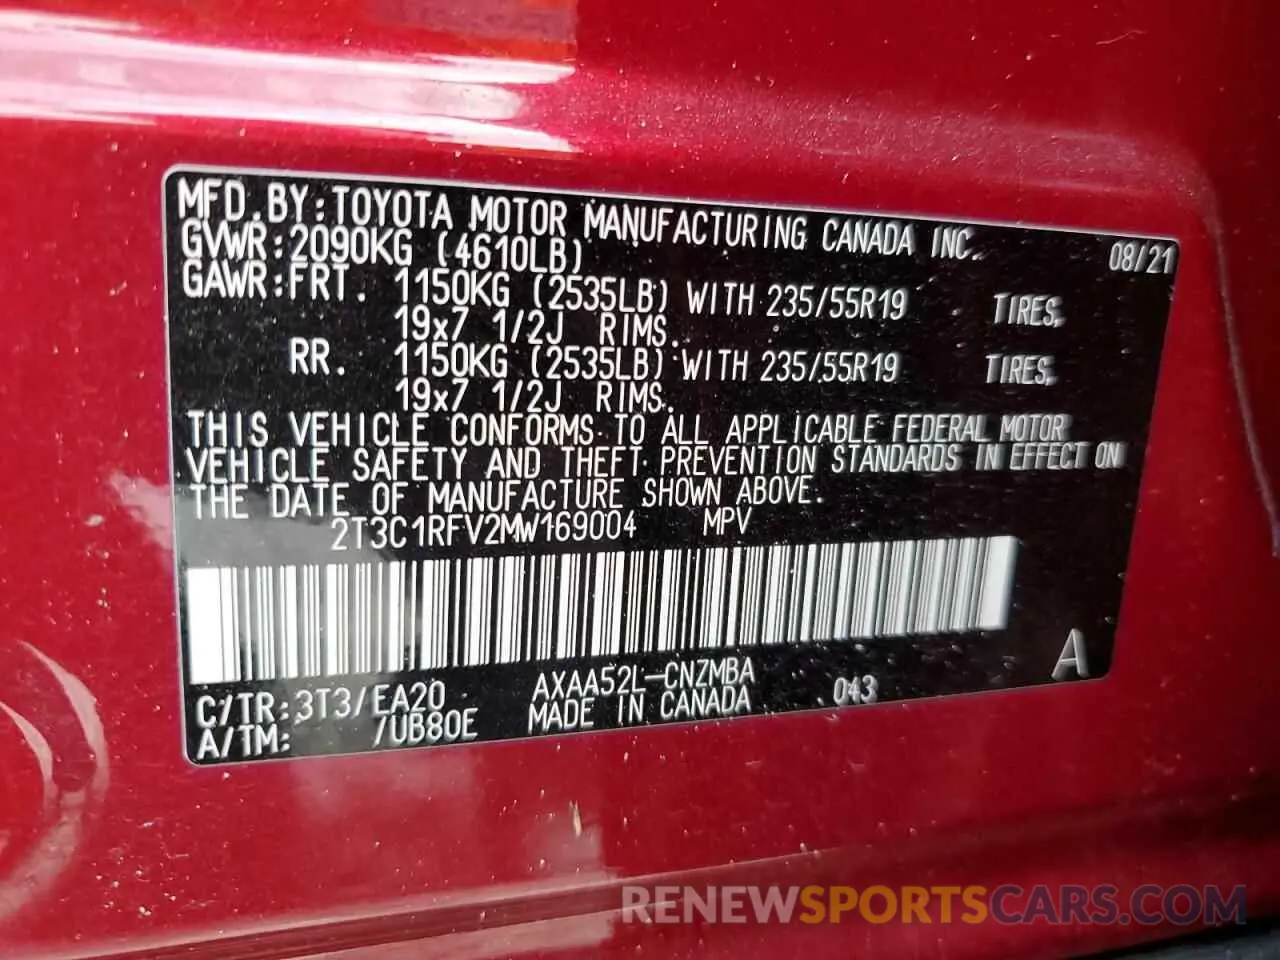 MFD.BY:TOYOTA MOTOR MANUFACTURING CANADA INC. 08/21
GVWR:2090KG (4610LB)
GAWR:FRT. 1150KG (2535LB) WITH 235/55R19 TIRES,
19x7 1/2J RIMS.
RR. 1150KG (2535LB) WITH 235/55R19 TIRES,
19x7 1/2J RIMS.
THIS VEHICLE CONFORMS TO ALL APPLICABLE FEDERAL MOTOR
VEHICLE SAFETY AND THEFT PREVENTION STANDARDS IN EFFECT ON
THE DATE OF MANUFACTURE SHOWN ABOVE.
2T3C1RFV2MW169004 MPV
A
C/TR:3T3/EA20 AXAA52L-CNZMBA 043
A/TM: /UB80E MADE IN CANADA
RENEWSPORTSCARS.COM